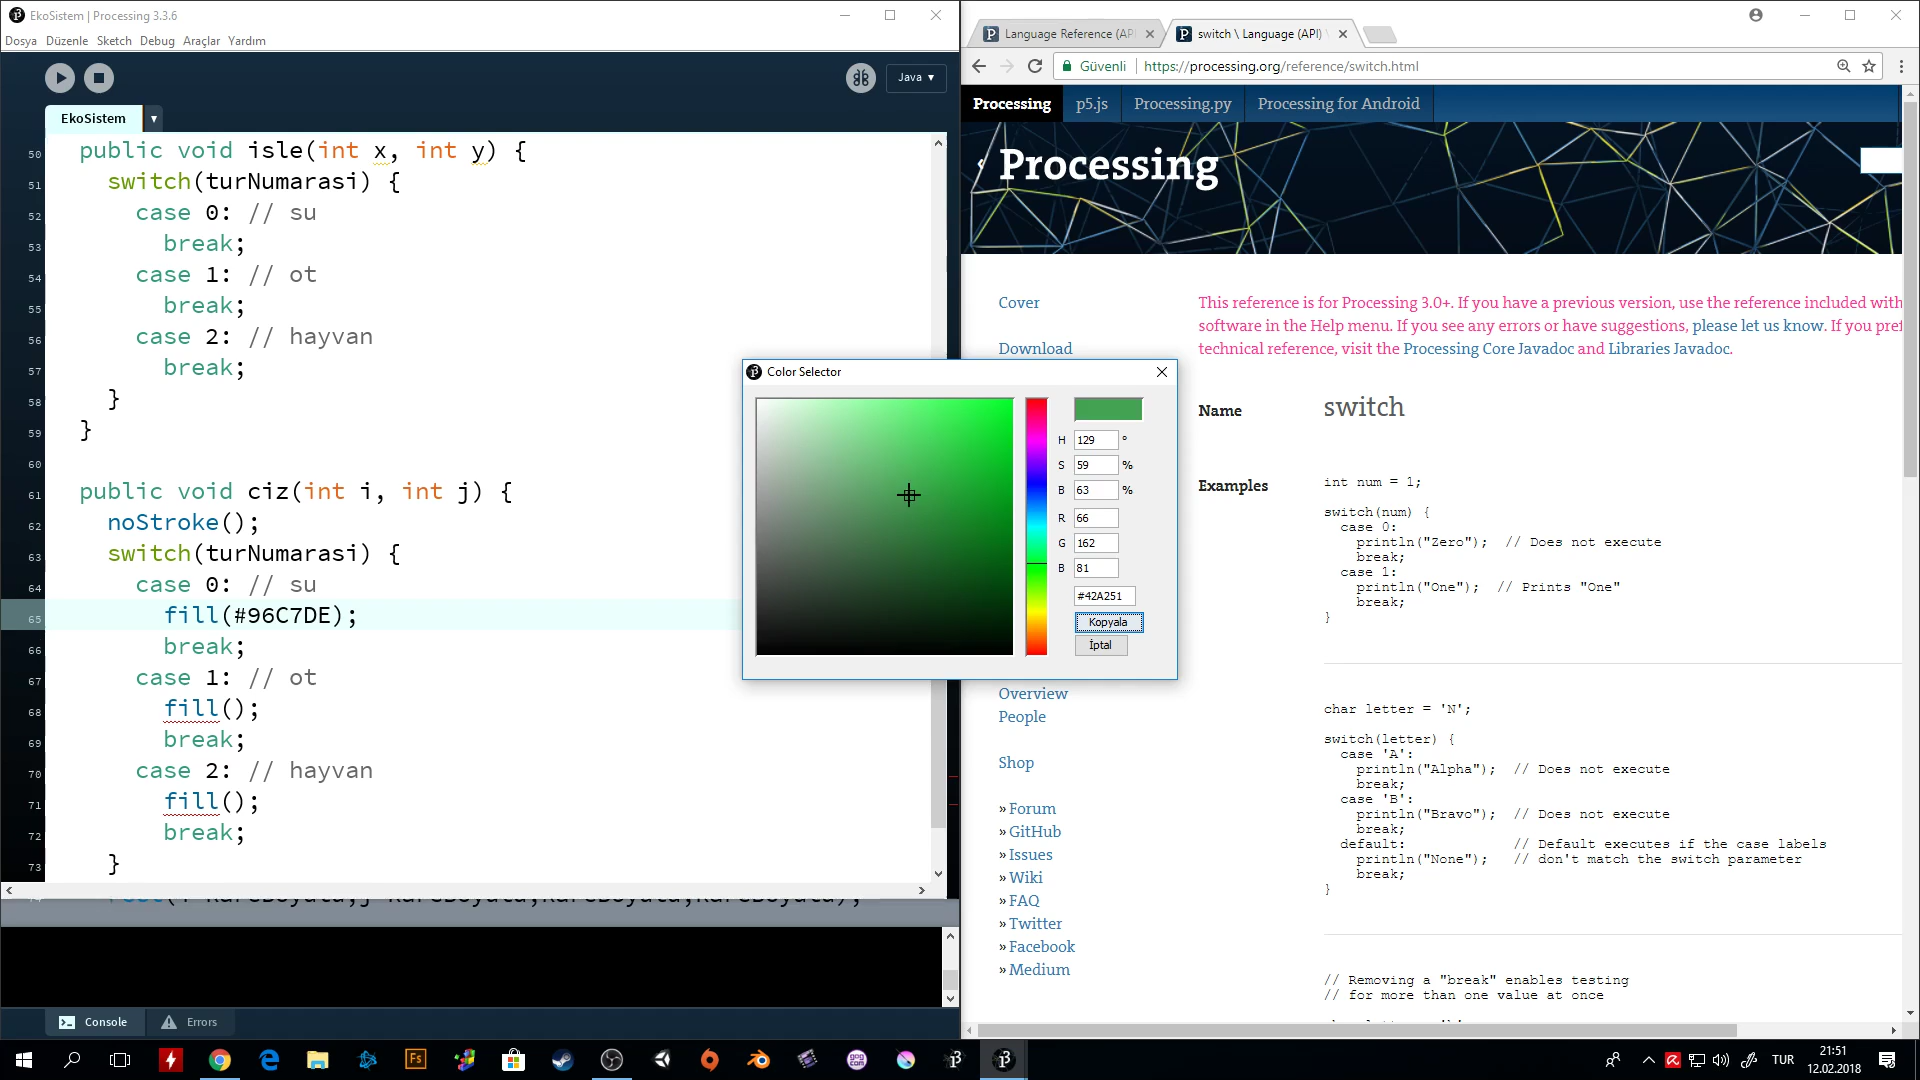 EkoSistem | Processing 3.3.6
Dosya Düzenle Sketch Debug Araçlar Yardım
Java ▾
EkoSistem
50 public void isle(int x, int y) {
51 switch(turNumarasi) {
52 case 0: // su
53 break;
54 case 1: // ot
55 break;
56 case 2: // hayvan
57 break;
58 }
59 }
60
61 public void ciz(int i, int j) {
62 noStroke();
63 switch(turNumarasi) {
64 case 0: // su
65 fill(#96C7DE);
66 break;
67 case 1: // ot
68 fill();
69 break;
70 case 2: // hayvan
71 fill();
72 break;
73 }
Console
Errors
Color Selector
H 129 °
S 59 %
B 63 %
R 66
G 162
B 81
#42A251
Kopyala
İptal
Language Reference (AP
switch \ Language (API)
Güvenli
https://processing.org/reference/switch.html
Processing p5.js Processing.py Processing for Android
Processing
Cover
Download
Overview
People
Shop
» Forum
» GitHub
» Issues
» Wiki
» FAQ
» Twitter
» Facebook
» Medium
This reference is for Processing 3.0+. If you have a previous version, use the reference included with
software in the Help menu. If you see any errors or have suggestions, please let us know. If you pref
technical reference, visit the Processing Core Javadoc and Libraries Javadoc.
Name switch
Examples
int num = 1;
switch(num) {
case 0:
println("Zero"); // Does not execute
break;
case 1:
println("One"); // Prints "One"
break;
}
char letter = 'N';
switch(letter) {
case 'A':
println("Alpha"); // Does not execute
break;
case 'B':
println("Bravo"); // Does not execute
break;
default: // Default executes if the case labels
println("None"); // don't match the switch parameter
break;
}
// Removing a "break" enables testing
// for more than one value at once
Fs
GOG COM
TUR
21:51
12.02.2018